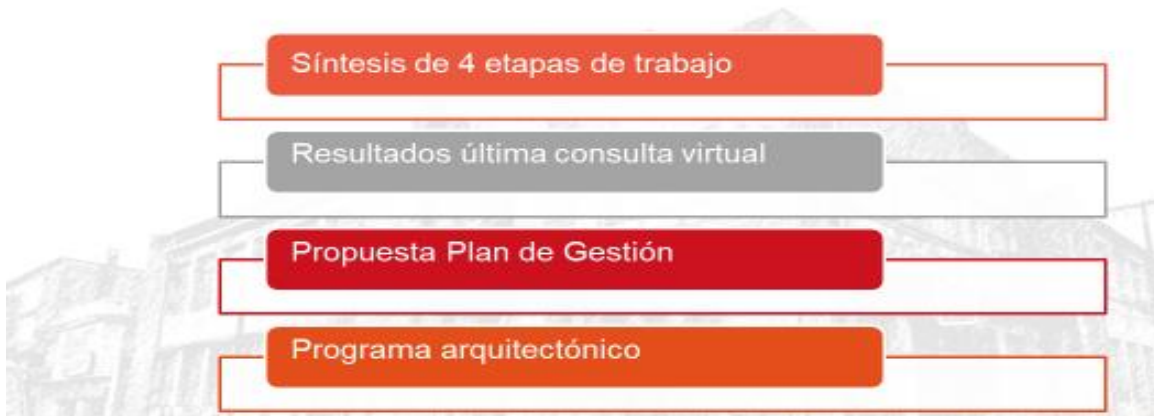 Síntesis de 4 etapas de trabajo
Resultados última consulta virtual
Propuesta Plan de Gestión
Programa arquitectónico